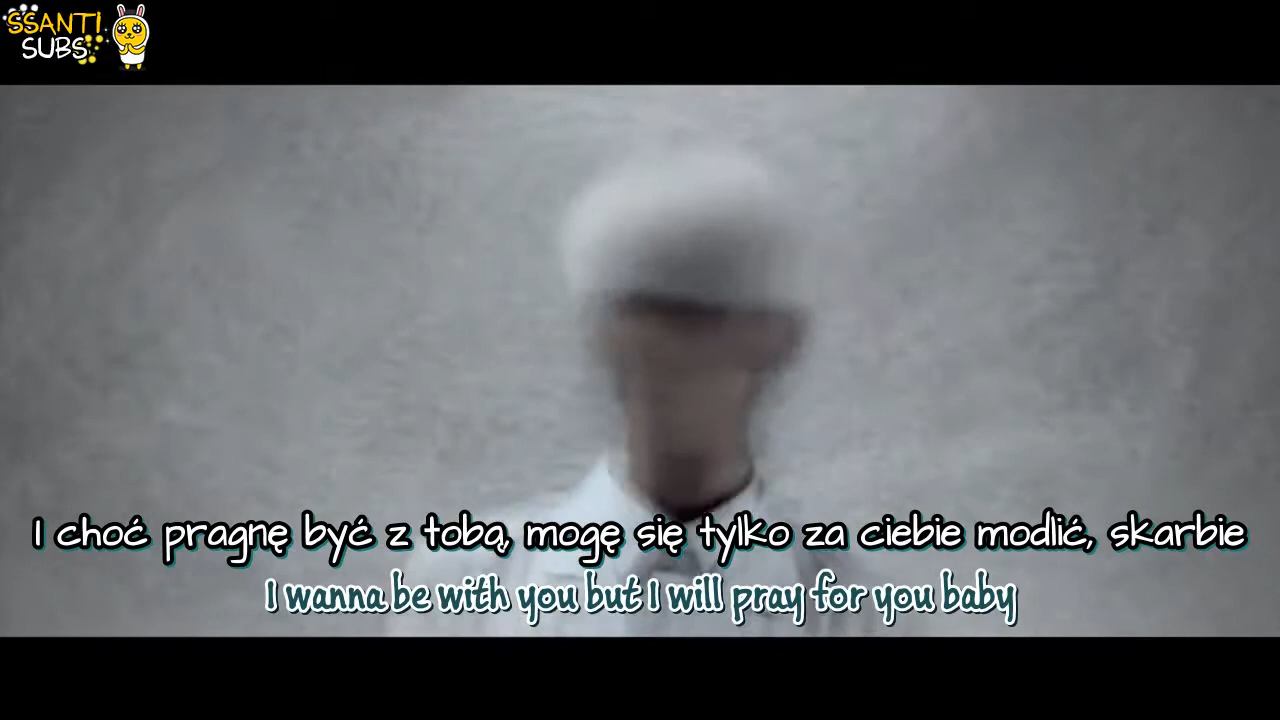 SSANTI
SUBS
I choć pragnę być z tobą, mogę się tylko za ciebie modlić, skarbie
I wanna be with you but I will pray for you baby